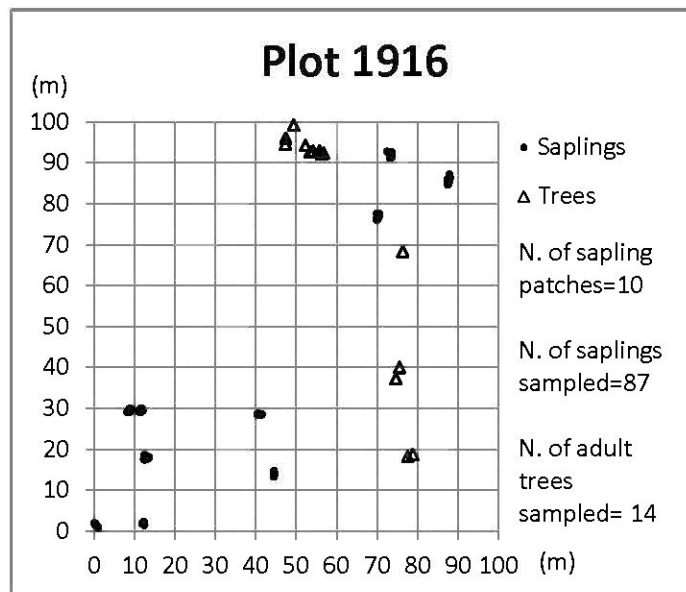 Plot 1916
(m)
100
90
80
70
60
50
40
30
20
10
0
0 10 20 30 40 50 60 70 80 90 100 (m)
Saplings
Trees
N. of sapling
patches=10
N. of saplings
sampled=87
N. of adult
trees
sampled= 14